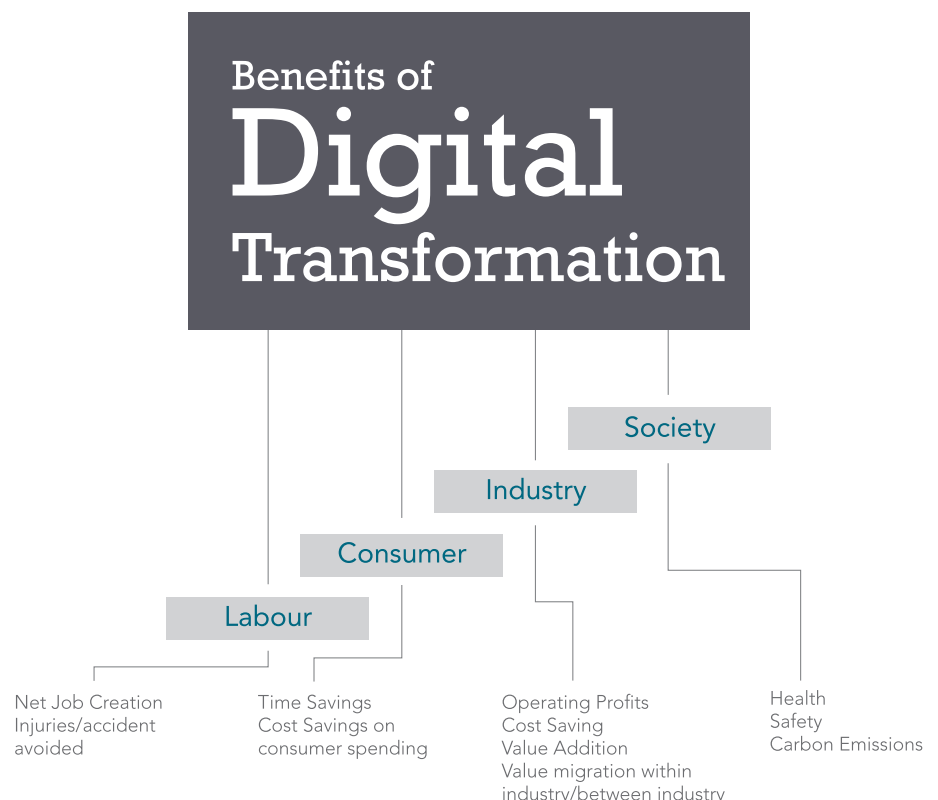 Benefits of
Digital
Transformation
Society
Industry
Consumer
Labour
Net Job Creation
Injuries/accident
avoided
Time Savings
Cost Savings on
consumer spending
Operating Profits
Cost Saving
Value Addition
Value migration within
industry/between industry
Health
Safety
Carbon Emissions